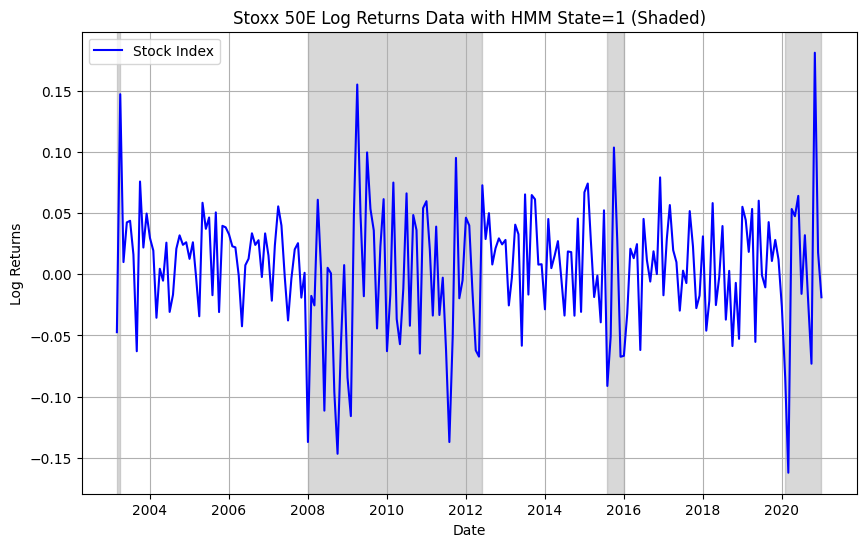 Stoxx 50E Log Returns Data with HMM State=1 (Shaded)
Stock Index
Log Returns
0.15
0.10
0.05
0.00
−0.05
−0.10
−0.15
2004 2006 2008 2010 2012 2014 2016 2018 2020
Date